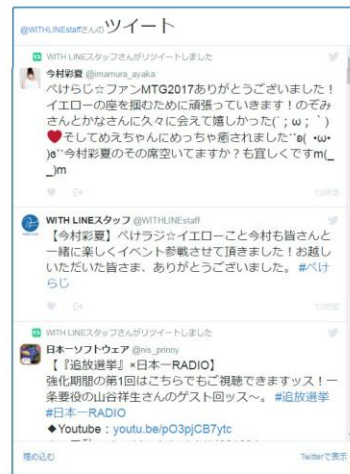 @WITHLINEstaffさんのツイート
WITH LINEスタッフさんがリツイートしました
今村彩夏 @imamura_ayaka
ぺけらじ☆ファンMTG2017ありがとうございました！
イエローの座を掴むために頑張っていきます！のぞみ
さんとかなさんに久々に会えて嬉しかった(´；ω；｀)
❤そしてめえちゃんにめっちゃ癒されました´`ʚ( •ω•
)ɞ´`今村彩夏のその席空いてますか？も宜しくですm(_
_)m
12時間
WITH LINEスタッフ @WITHLINEstaff
【今村彩夏】ぺけラジ☆イエローこと今村も皆さんと
一緒に楽しくイベント参戦させて頂きました！お越し
いただいた皆さま、ありがとうございました。 #ぺけ
らじ
12時間
WITH LINEスタッフさんがリツイートしました
日本一ソフトウェア @nis_prinny
【『追放選挙』×日本一RADIO】
強化期間の第1回はこちらでもご視聴できますッス！一
条要役の山谷祥生さんのゲスト回ッス～。 #追放選挙
#日本一RADIO
◆Youtube：youtu.be/pO3pjCB7ytc
埋め込む
Twitterで表示